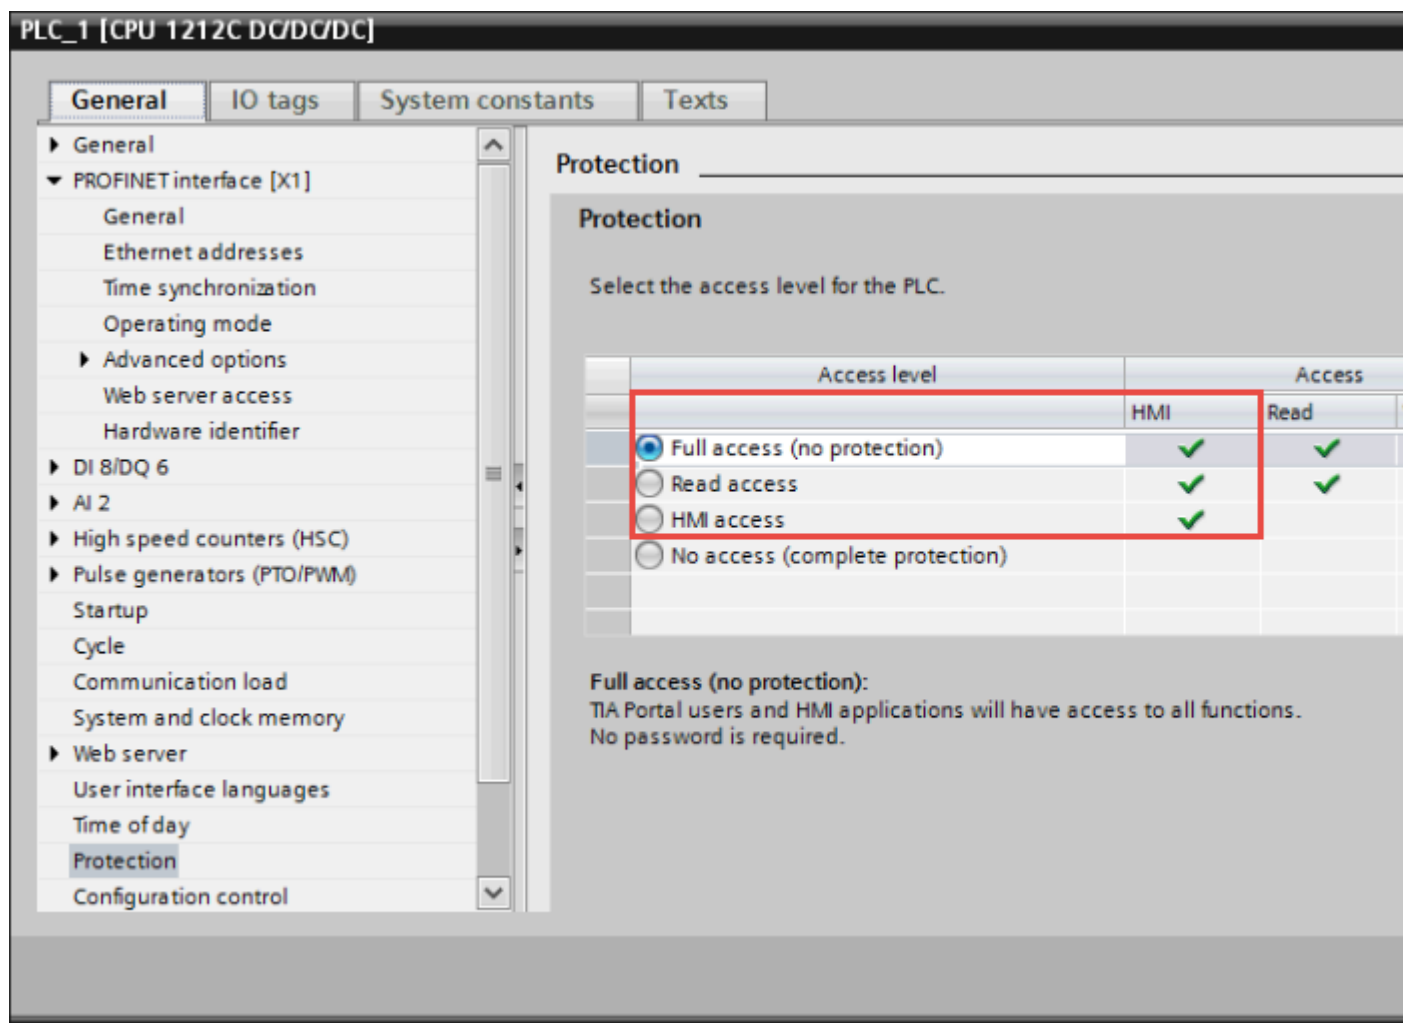 PLC_1 [CPU 1212C DC/DC/DC]
General IO tags System constants Texts
General
PROFINET interface [X1]
General
Ethernet addresses
Time synchronization
Operating mode
Advanced options
Web server access
Hardware identifier
DI 8/DQ 6
AI 2
High speed counters (HSC)
Pulse generators (PTO/PWM)
Startup
Cycle
Communication load
System and clock memory
Web server
User interface languages
Time of day
Protection
Configuration control
Protection
Protection
Select the access level for the PLC.
Access level Access
HMI Read
Full access (no protection)
Read access
HMI access
No access (complete protection)
Full access (no protection):
TIA Portal users and HMI applications will have access to all functions.
No password is required.